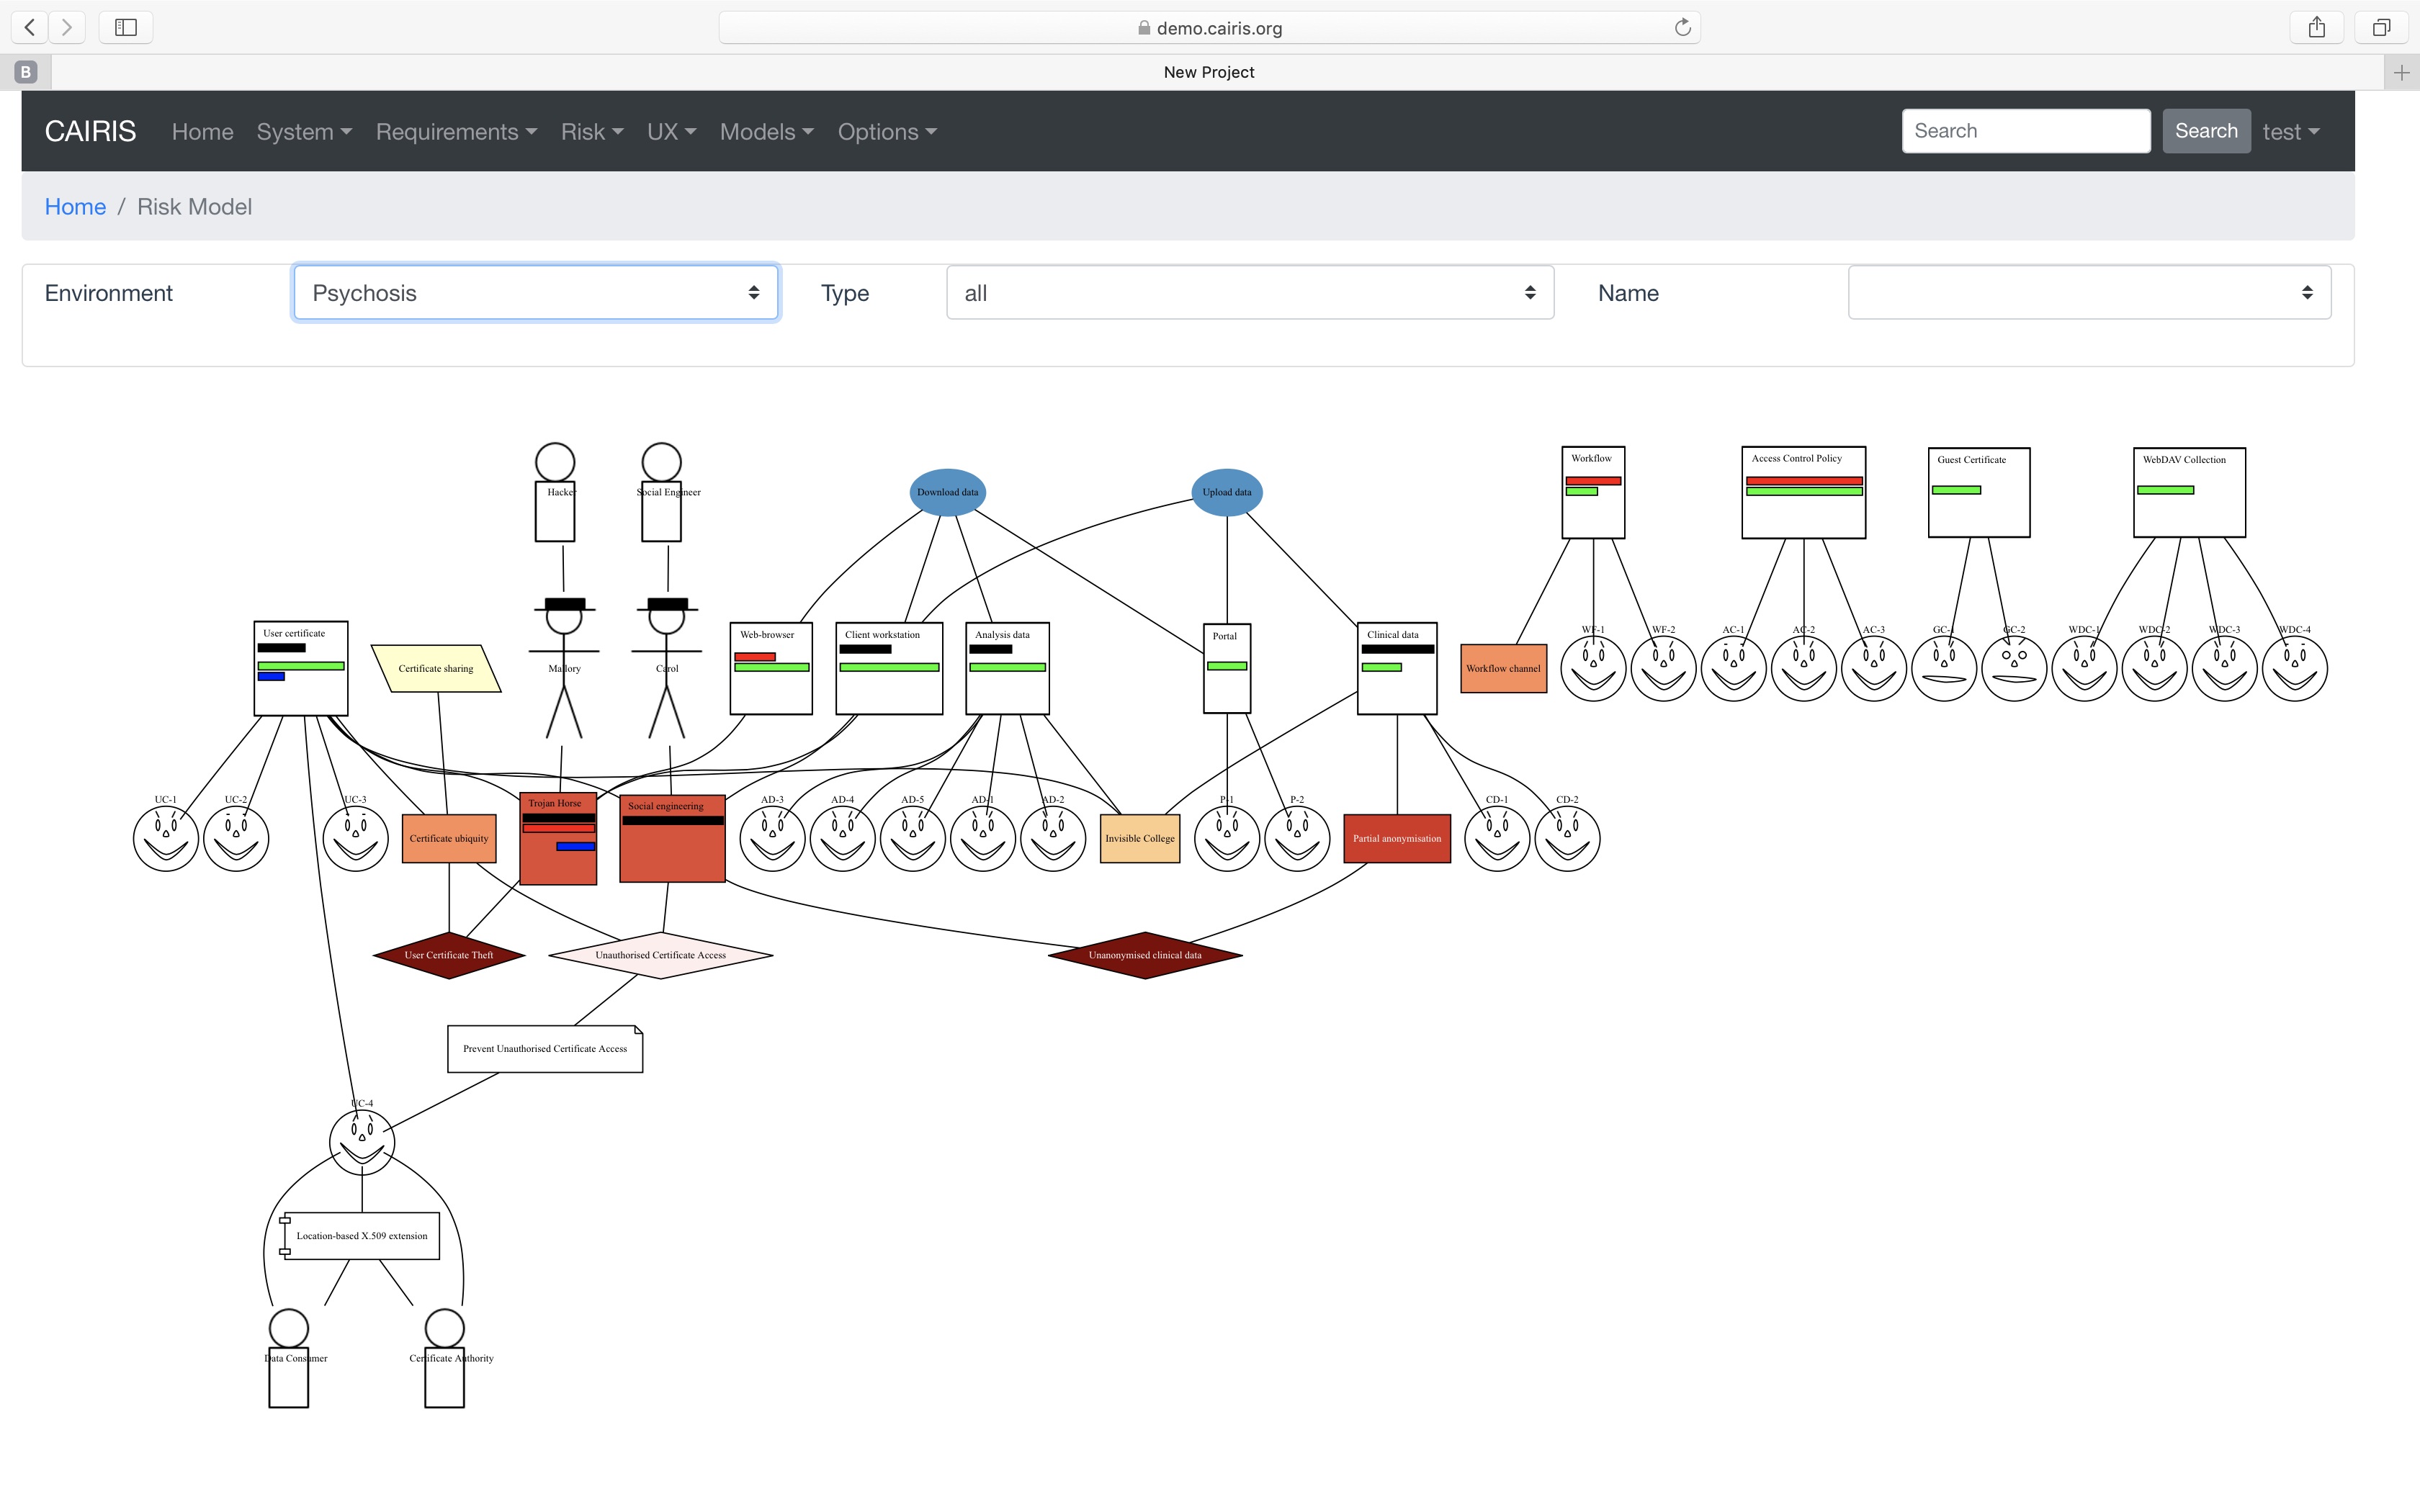 demo.cairis.org
B
New Project
CAIRIS Home System Requirements Risk UX Models Options Search Search test
Home / Risk Model
Environment Psychosis Type all Name
Workflow Access Control Policy Guest Certificate WebDAV Collection
Hacker Social Engineer Download data Upload data
User certificate Web-browser Client workstation Analysis data Portal Clinical data
WF-1 WF-2 AC-1 AC-2 AC-3 GC-1 GC-2 WDC-1 WDC-2 WDC-3 WDC-4
Certificate sharing Mallory Carol Workflow channel
UC-1 UC-2 UC-3 Trojan Horse Social engineering AD-3 AD-4 AD-5 AD-1 AD-2 P-1 P-2 CD-1 CD-2
Certificate ubiquity Invisible College Partial anonymisation
User Certificate Theft Unauthorised Certificate Access Unanonymised clinical data
Prevent Unauthorised Certificate Access
UC-4
Location-based X.509 extension
Data Consumer Certificate Authority